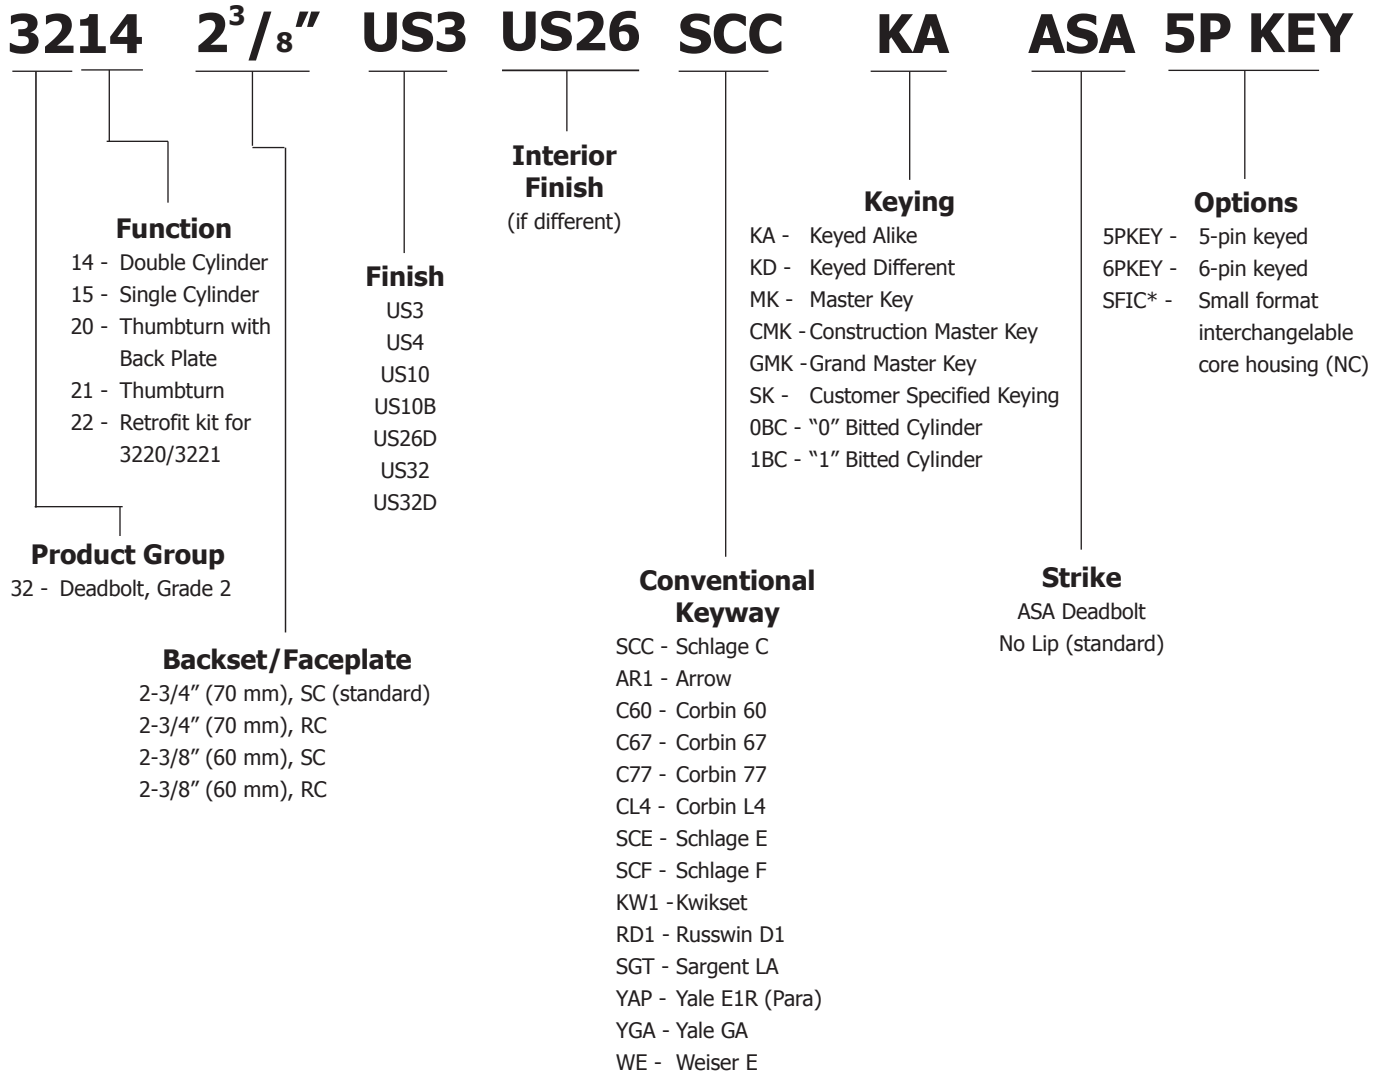 3214 2 3/8" US3 US26 SCC KA ASA 5P KEY
Function
14 - Double Cylinder
15 - Single Cylinder
20 - Thumbturn with
Back Plate
21 - Thumbturn
22 - Retrofit kit for
3220/3221
Product Group
32 - Deadbolt, Grade 2
Backset/Faceplate
2-3/4" (70 mm), SC (standard)
2-3/4" (70 mm), RC
2-3/8" (60 mm), SC
2-3/8" (60 mm), RC
Finish
US3
US4
US10
US10B
US26D
US32
US32D
Interior
Finish
(if different)
Conventional
Keyway
SCC - Schlage C
AR1 - Arrow
C60 - Corbin 60
C67 - Corbin 67
C77 - Corbin 77
CL4 - Corbin L4
SCE - Schlage E
SCF - Schlage F
KW1 - Kwikset
RD1 - Russwin D1
SGT - Sargent LA
YAP - Yale E1R (Para)
YGA - Yale GA
WE - Weiser E
Keying
KA - Keyed Alike
KD - Keyed Different
MK - Master Key
CMK - Construction Master Key
GMK - Grand Master Key
SK - Customer Specified Keying
0BC - "0" Bitted Cylinder
1BC - "1" Bitted Cylinder
Strike
ASA Deadbolt
No Lip (standard)
Options
5PKEY - 5-pin keyed
6PKEY - 6-pin keyed
SFIC* - Small format
interchangelable
core housing (NC)